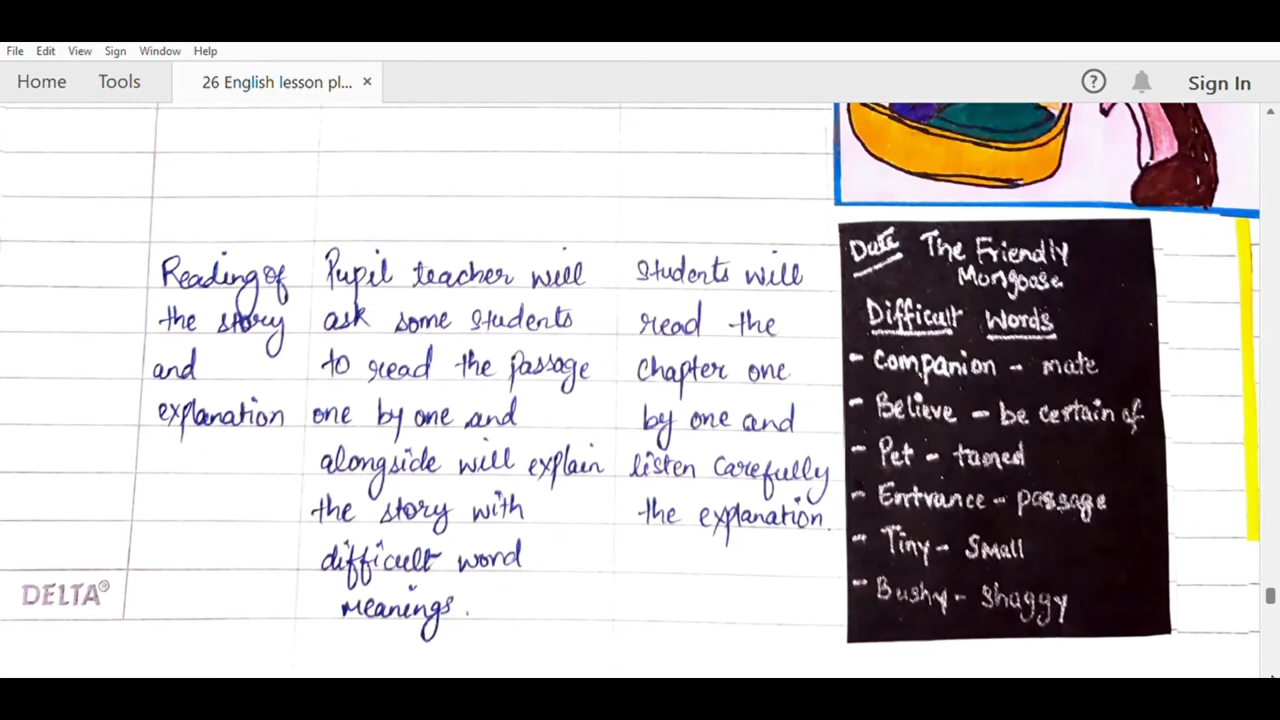 File Edit View Sign Window Help
Home Tools 26 English lesson pl... × ? Sign In
Reading of
the story
and
explanation
Pupil teacher will
ask some students
to read the passage
one by one and
alongside will explain
the story with
difficult word
meanings.
Students will
read the
chapter one
by one and
listen carefully
the explanation.
Date The Friendly
Mongoose
Difficult Words
- Companion - mate
- Believe - be certain of
- Pet - tamed
- Entrance - passage
- Tiny - Small
- Bushy - Shaggy
DELTA®